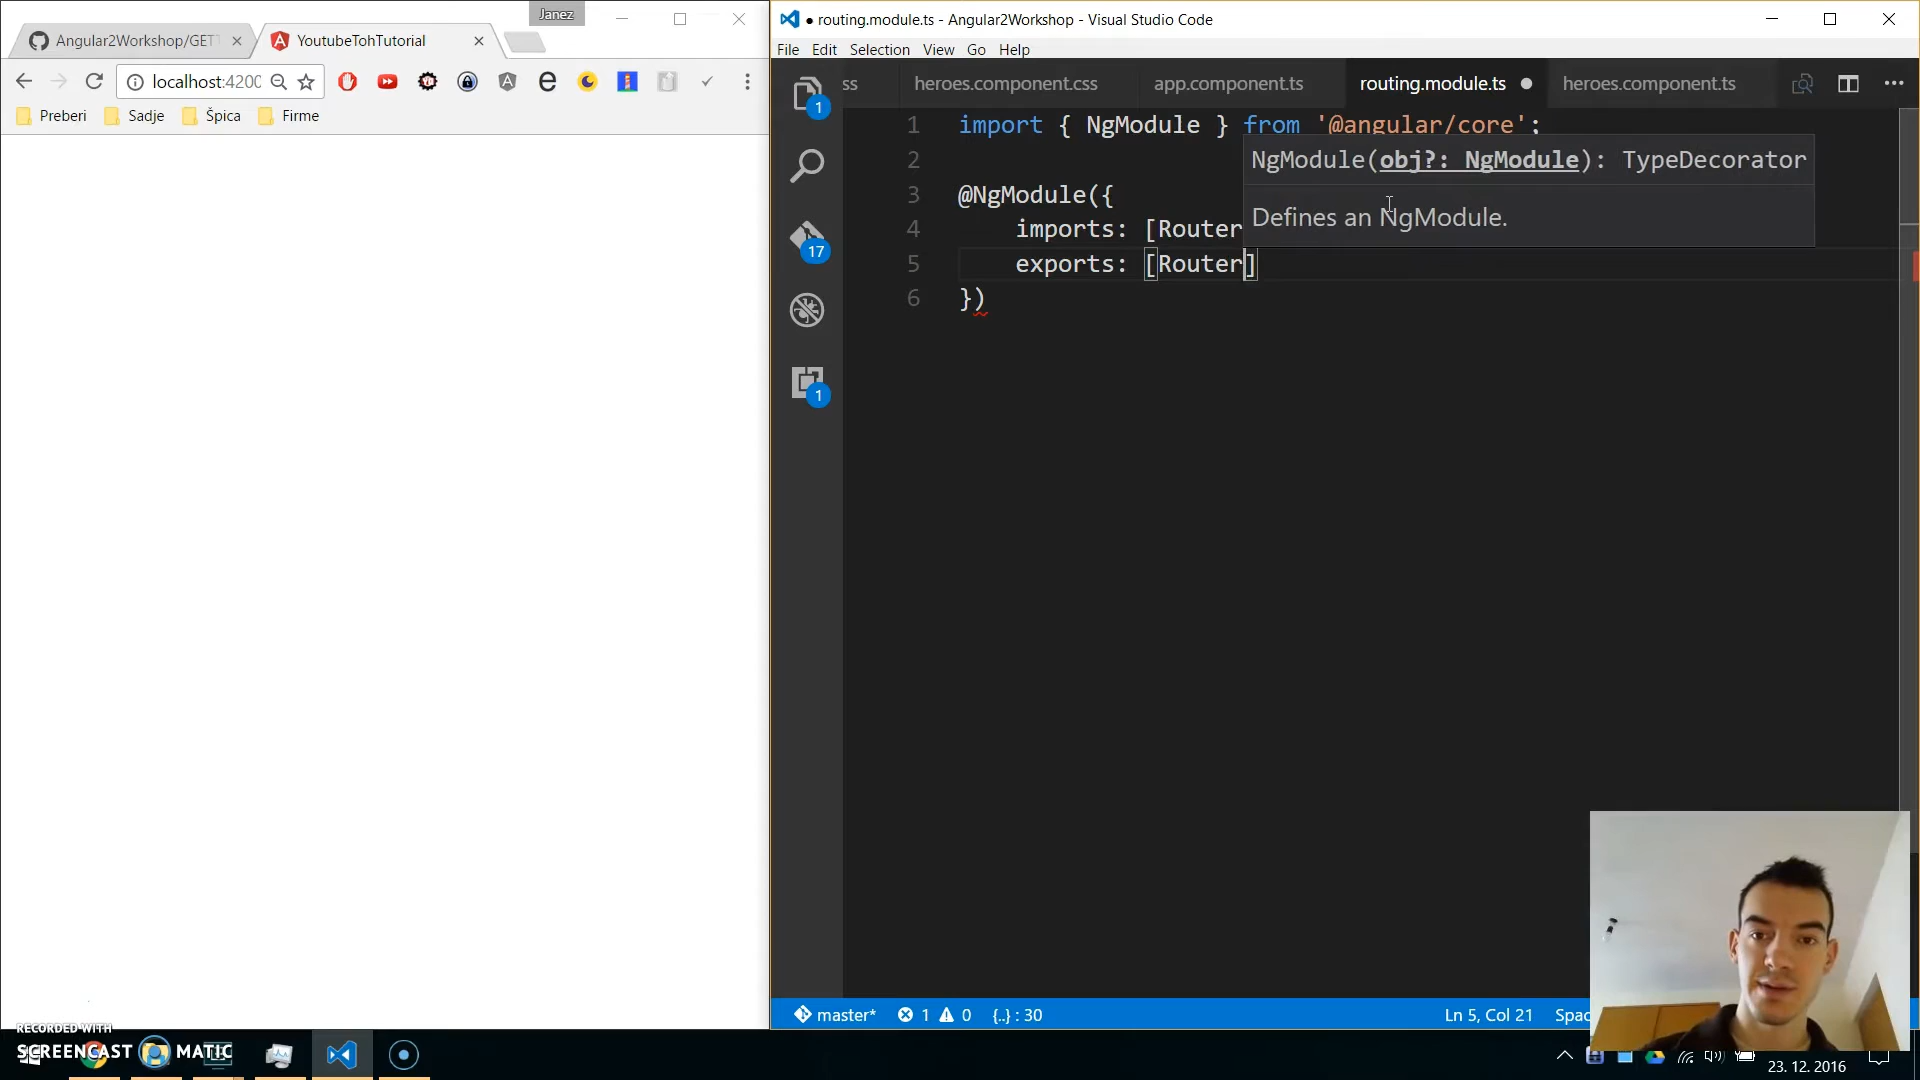 Janez
Angular2Workshop/GET
YoutubeTohTutorial
localhost:4200
Preberi
Sadje
Špica
Firme
● routing.module.ts - Angular2Workshop - Visual Studio Code
File Edit Selection View Go Help
ss
heroes.component.css
app.component.ts
routing.module.ts
heroes.component.ts
1
17
1
1 import { NgModule } from '@angular/core';
2
NgModule(obj?: NgModule): TypeDecorator
3 @NgModule({
Defines an NgModule.
4 imports: [Router
5 exports: [Router]
6 })
master* 1 0 {..} : 30
Ln 5, Col 21 Spac
RECORDED WITH
SCREENCAST MATIC
23. 12. 2016